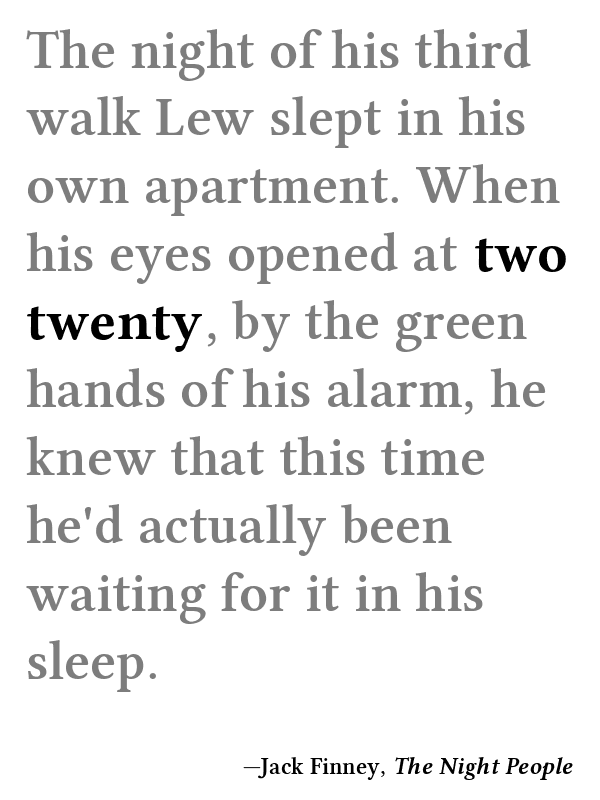 The night of his third
walk Lew slept in his
own apartment. When
his eyes opened at two
twenty, by the green
hands of his alarm, he
knew that this time
he'd actually been
waiting for it in his
sleep.
—Jack Finney, The Night People